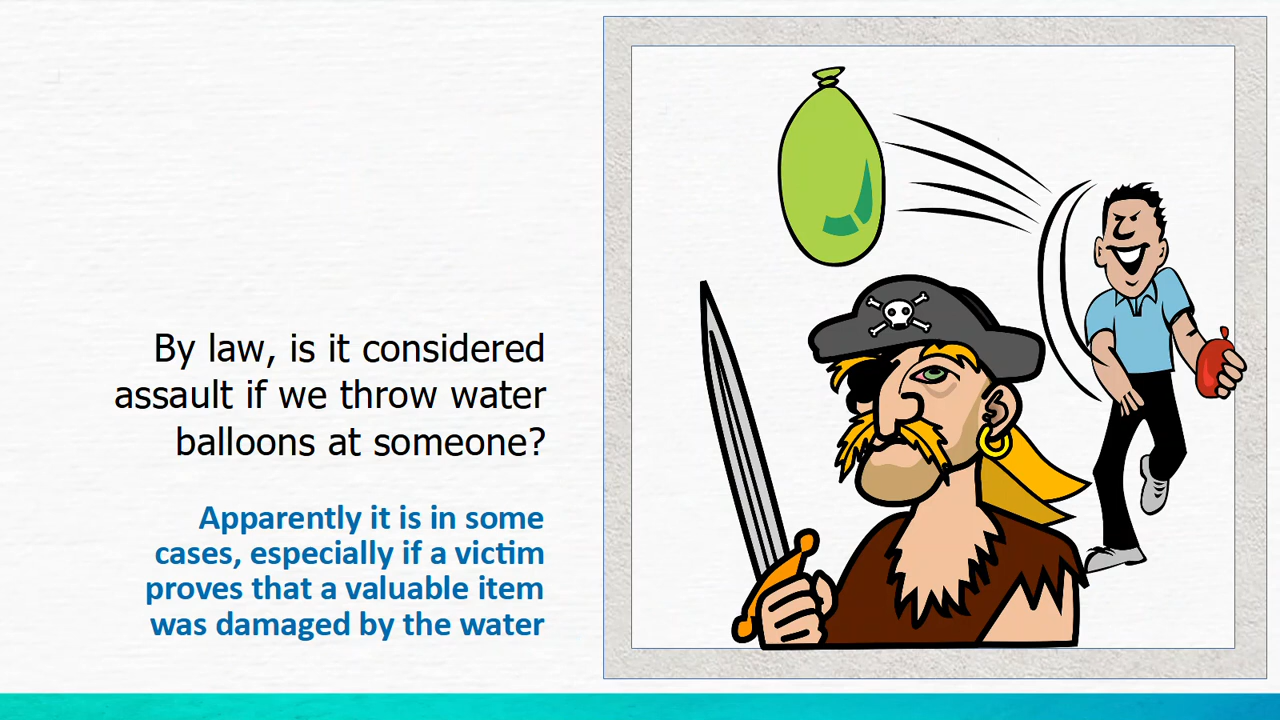 By law, is it considered
assault if we throw water
balloons at someone?
Apparently it is in some
cases, especially if a victim
proves that a valuable item
was damaged by the water